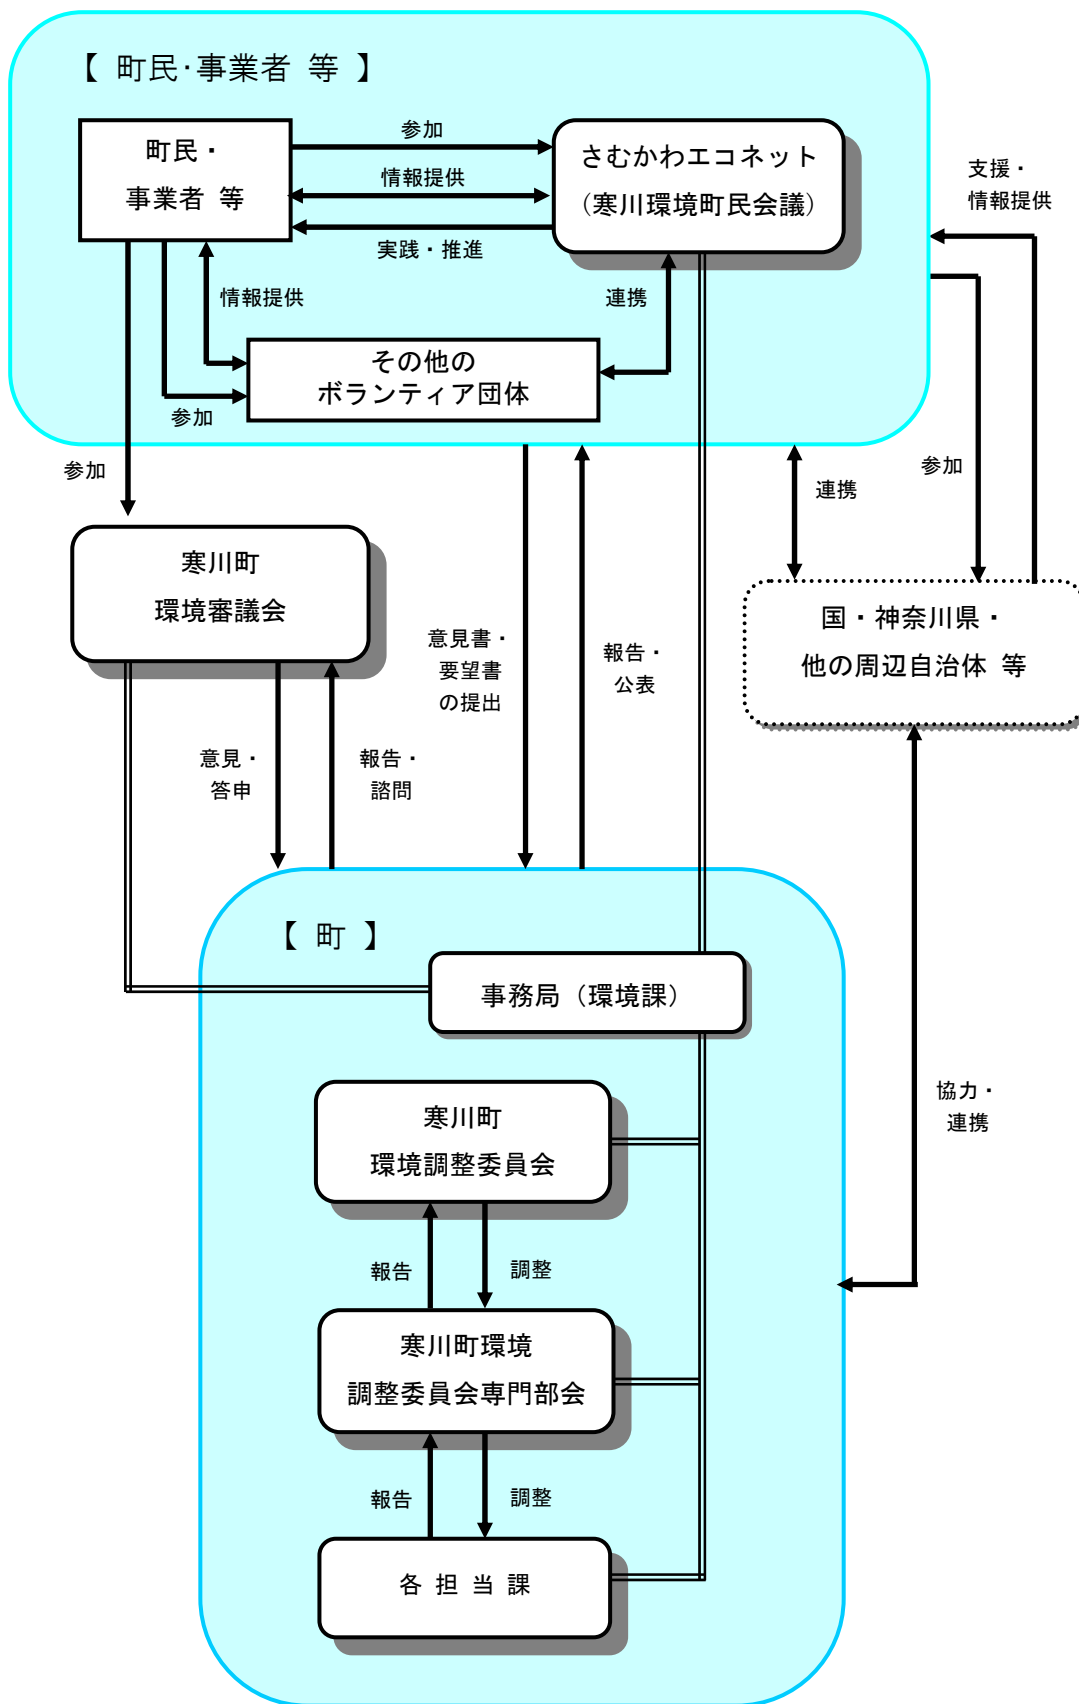 【 町民・事業者 等 】
町民・
事業者 等
参加
情報提供
実践・推進
さむかわエコネット
（寒川環境町民会議）
支援・
情報提供
情報提供
連携
その他の
ボランティア団体
参加
参加
連携
参加
寒川町
環境審議会
国・神奈川県・
他の周辺自治体 等
意見書・
要望書
の提出
報告・
公表
意見・
答申
報告・
諮問
【 町 】
事務局（環境課）
寒川町
環境調整委員会
協力・
連携
報告
調整
寒川町環境
調整委員会専門部会
報告
調整
各 担 当 課